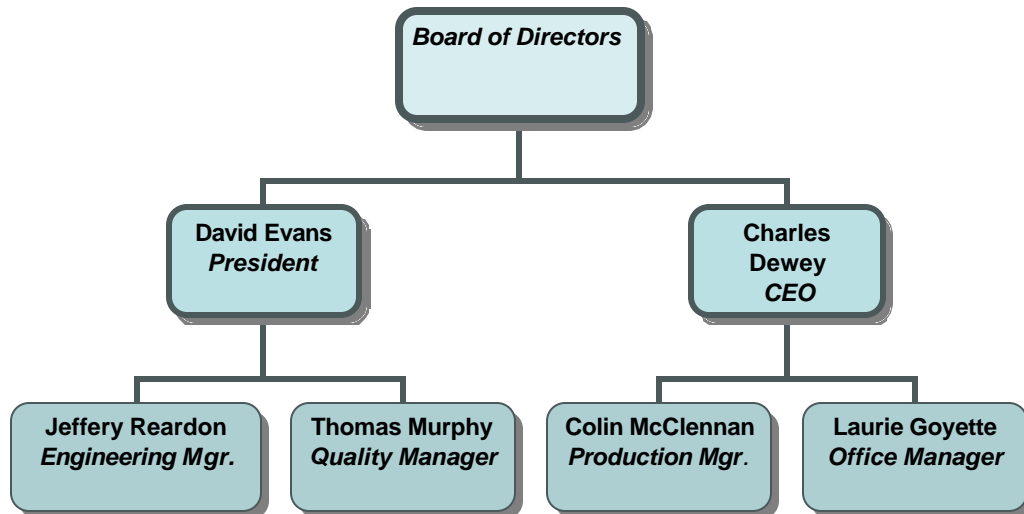 Board of Directors
David Evans
President
Charles
Dewey
CEO
Jeffery Reardon
Engineering Mgr.
Thomas Murphy
Quality Manager
Colin McClennan
Production Mgr.
Laurie Goyette
Office Manager